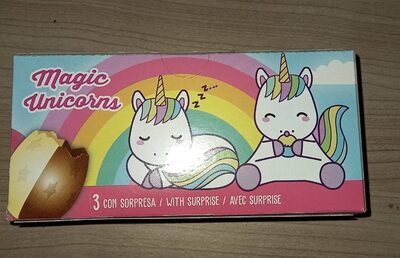 Magic
Unicorns
z z z...
3 CON SORPRESA / WITH SURPRISE / AVEC SURPRISE